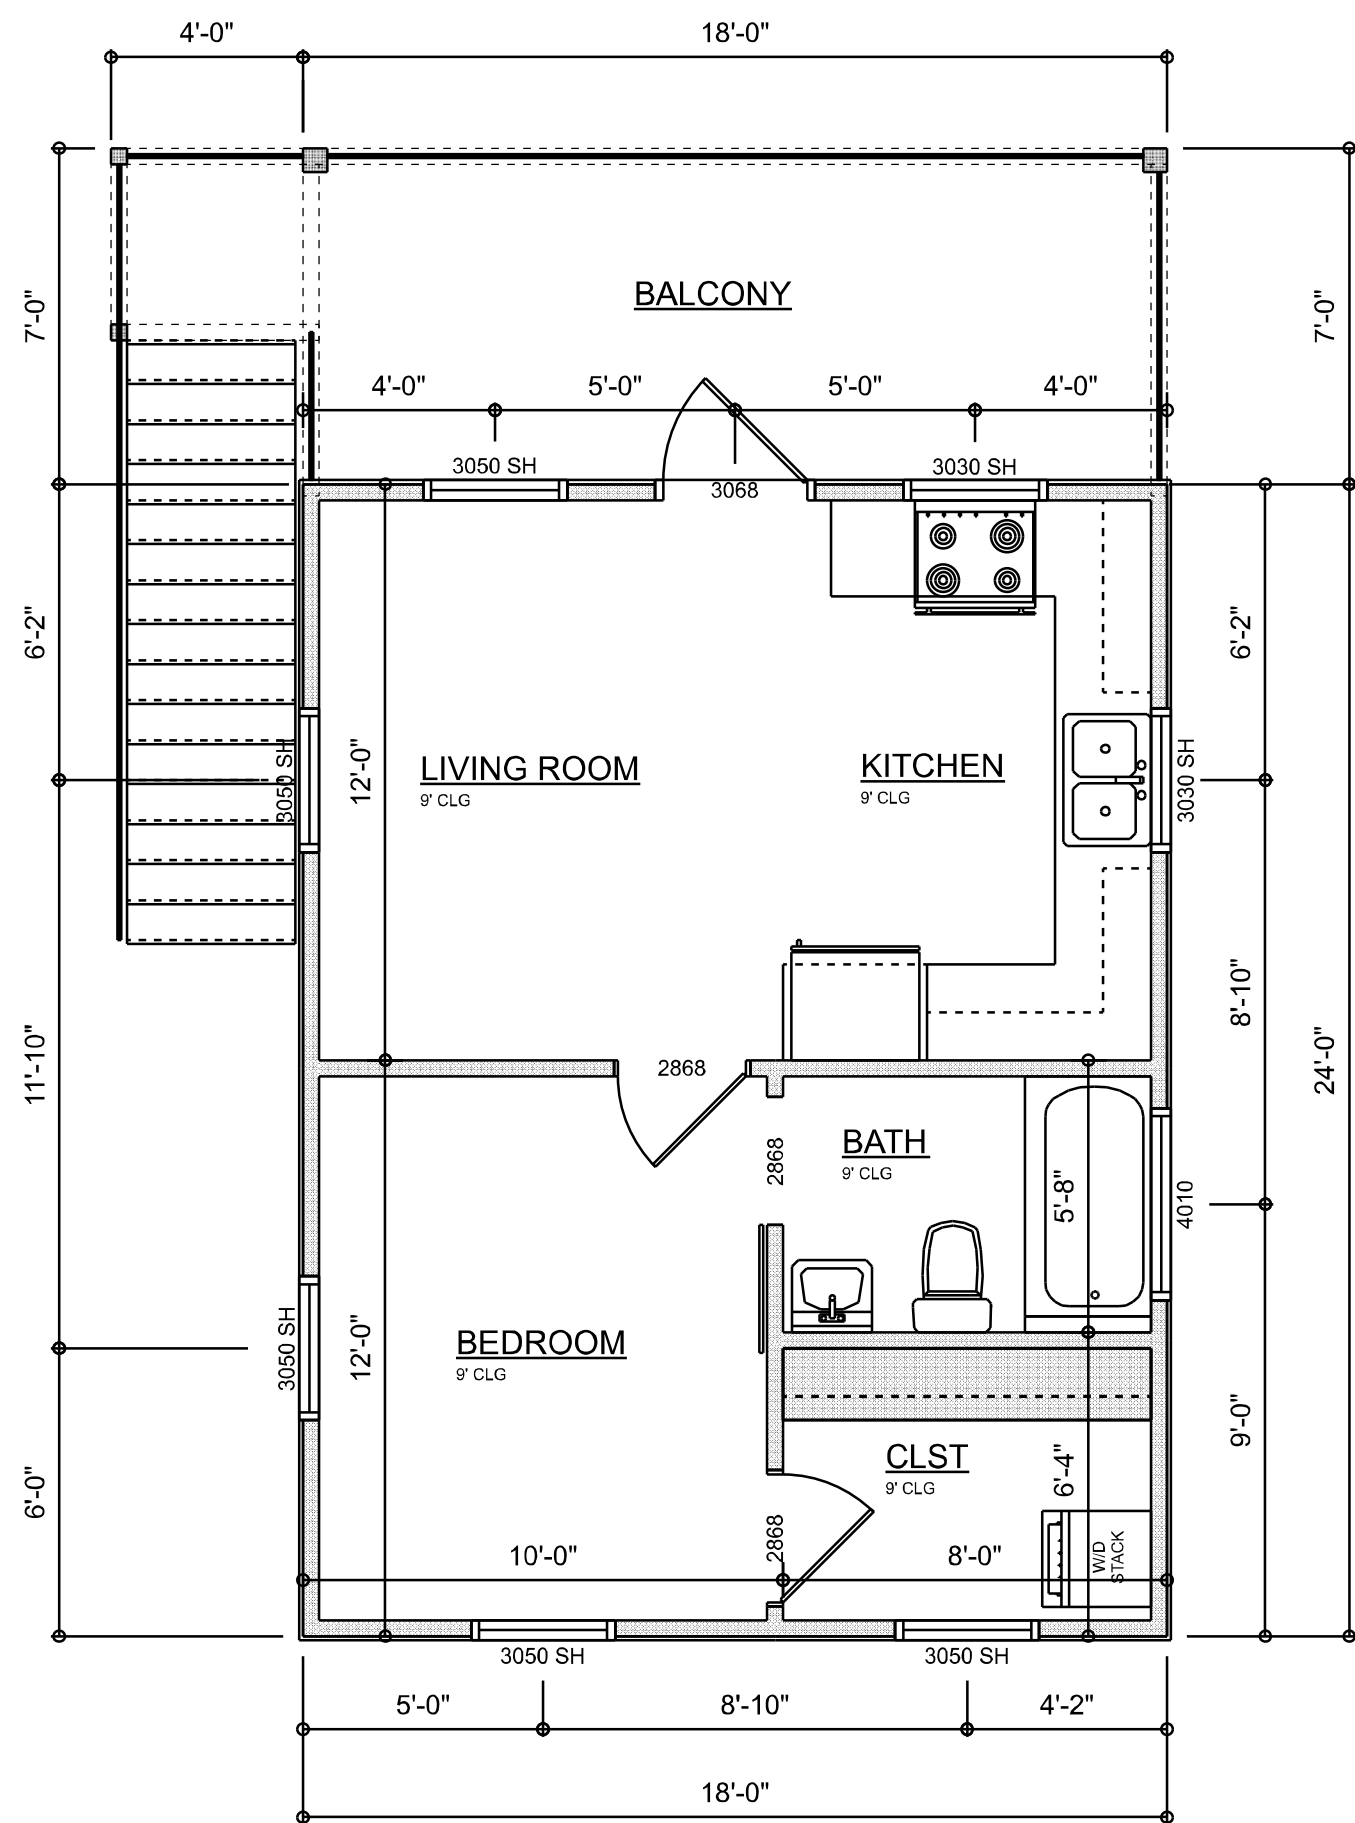 4'-0"
18'-0"
7'-0"
7'-0"
BALCONY
4'-0"
5'-0"
5'-0"
4'-0"
3050 SH
3030 SH
3068
6'-2"
6'-2"
3050 SH
12'-0"
LIVING ROOM
9' CLG
KITCHEN
9' CLG
3030 SH
8'-10"
11'-10"
24'-0"
2868
2868
BATH
9' CLG
5'-8"
4010
3050 SH
12'-0"
BEDROOM
9' CLG
9'-0"
CLST
9' CLG
6'-4"
6'-0"
2868
10'-0"
8'-0"
W/D
STACK
3050 SH
3050 SH
5'-0"
8'-10"
4'-2"
18'-0"